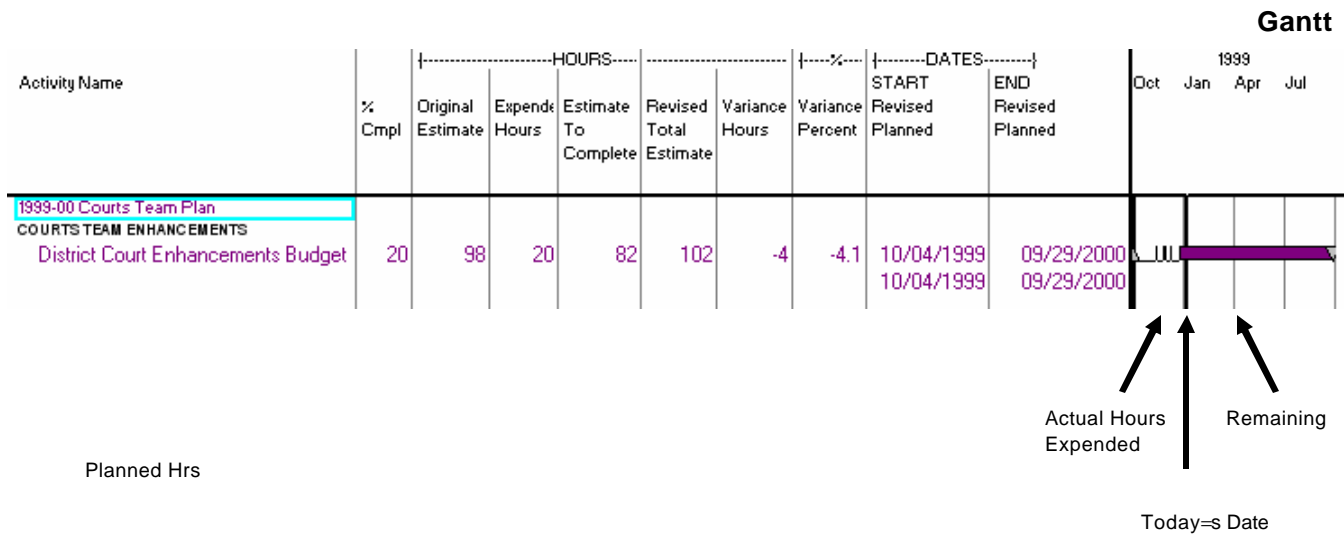 Gantt
├-----------------------HOURS----- ------------------------- ├----%---- ├--------DATES--------┤ 1999
Activity Name START END Oct Jan Apr Jul
% Original Expende Estimate Revised Variance Variance Revised Revised
Cmpl Estimate Hours To Total Hours Percent Planned Planned
Complete Estimate
1999-00 Courts Team Plan
COURTS TEAM ENHANCEMENTS
District Court Enhancements Budget 20 98 20 82 102 -4 -4.1 10/04/1999 09/29/2000
10/04/1999 09/29/2000
Actual Hours Remaining
Expended
Planned Hrs
Today=s Date